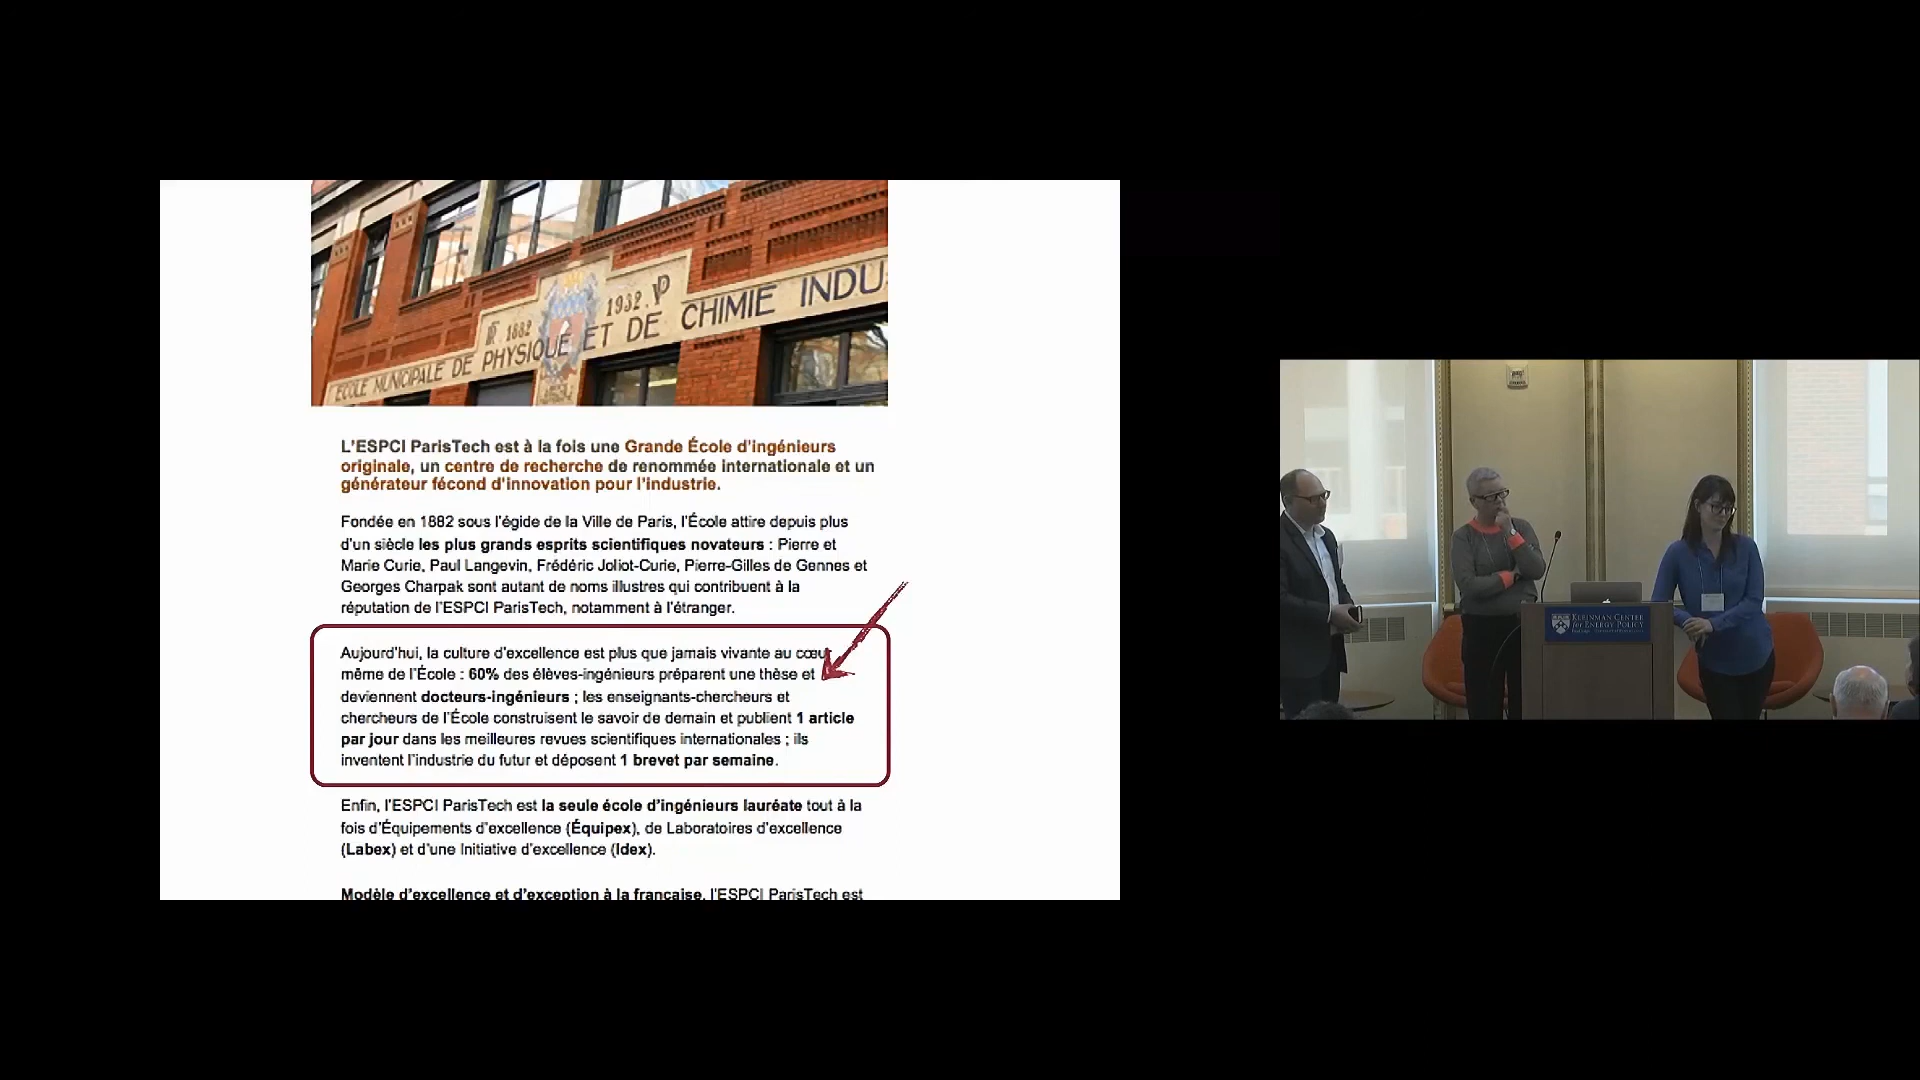 RF 1882
1932. VP
ECOLE MUNICIPALE DE PHYSIQUE ET DE CHIMIE INDU
L'ESPCI ParisTech est à la fois une Grande École d'ingénieurs
originale, un centre de recherche de renommée internationale et un
générateur fécond d'innovation pour l'industrie.
Fondée en 1882 sous l'égide de la Ville de Paris, l'École attire depuis plus
d'un siècle les plus grands esprits scientifiques novateurs : Pierre et
Marie Curie, Paul Langevin, Frédéric Joliot-Curie, Pierre-Gilles de Gennes et
Georges Charpak sont autant de noms illustres qui contribuent à la
réputation de l'ESPCI ParisTech, notamment à l'étranger.
Aujourd'hui, la culture d'excellence est plus que jamais vivante au cœur
même de l'École : 60% des élèves-ingénieurs préparent une thèse et
deviennent docteurs-ingénieurs ; les enseignants-chercheurs et
chercheurs de l'École construisent le savoir de demain et publient 1 article
par jour dans les meilleures revues scientifiques internationales ; ils
inventent l'industrie du futur et déposent 1 brevet par semaine.
Enfin, l'ESPCI ParisTech est la seule école d'ingénieurs lauréate tout à la
fois d'Équipements d'excellence (Équipex), de Laboratoires d'excellence
(Labex) et d'une Initiative d'excellence (Idex).
Modèle d'excellence et d'exception à la française, l'ESPCI ParisTech est
KLEINMAN CENTER
for ENERGY POLICY